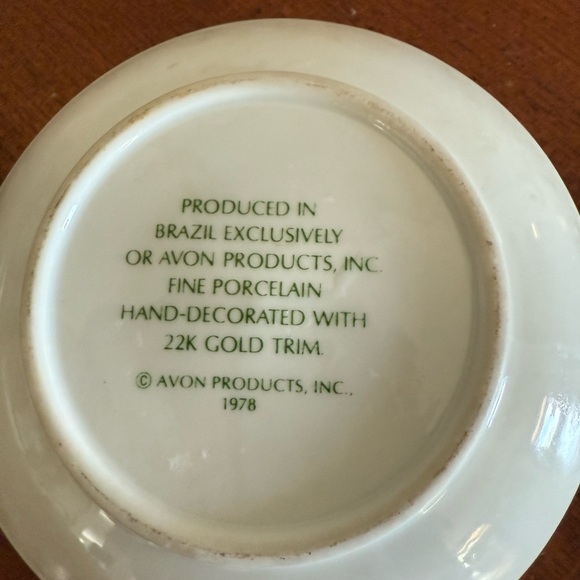 PRODUCED IN
BRAZIL EXCLUSIVELY
OR AVON PRODUCTS, INC.
FINE PORCELAIN
HAND-DECORATED WITH
22K GOLD TRIM.
© AVON PRODUCTS, INC.,
1978